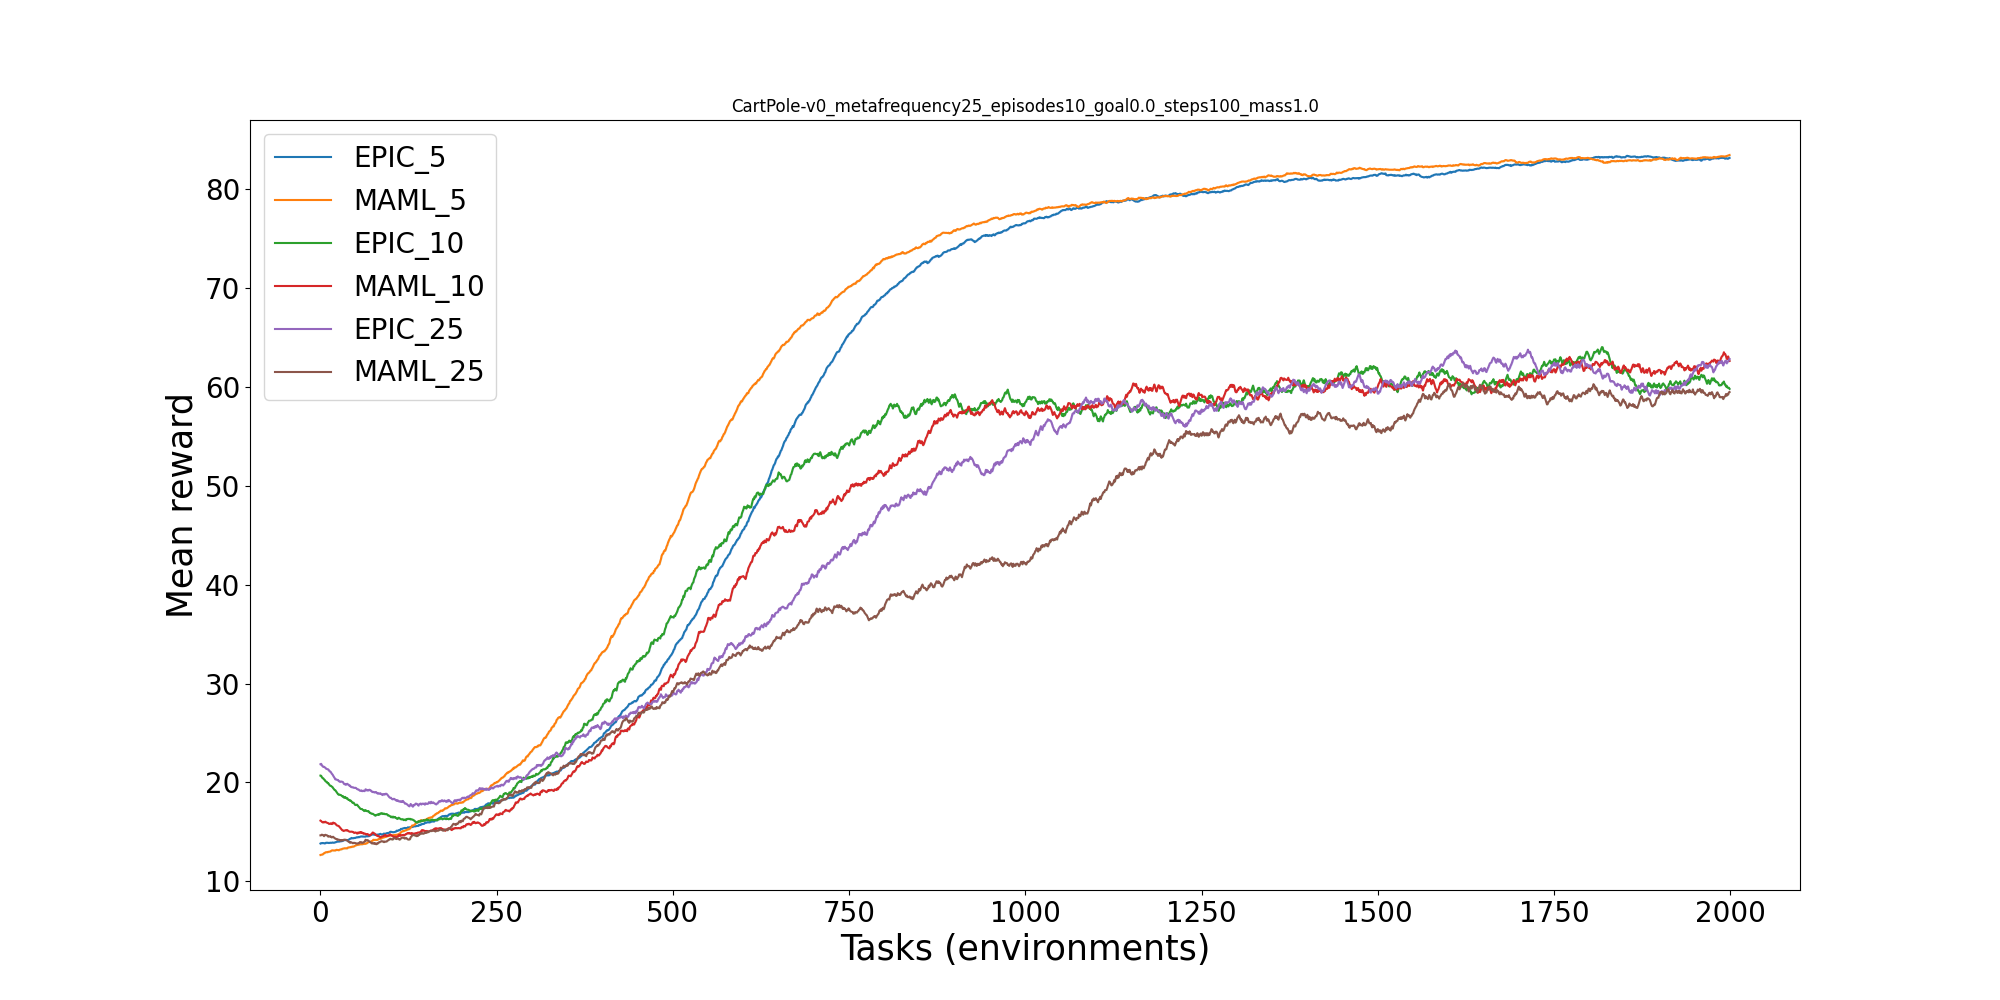 CartPole-v0_metafrequency25_episodes10_goal0.0_steps100_mass1.0
EPIC_5
MAML_5
EPIC_10
MAML_10
EPIC_25
MAML_25
Mean reward
80
70
60
50
40
30
20
10
0 250 500 750 1000 1250 1500 1750 2000
Tasks (environments)